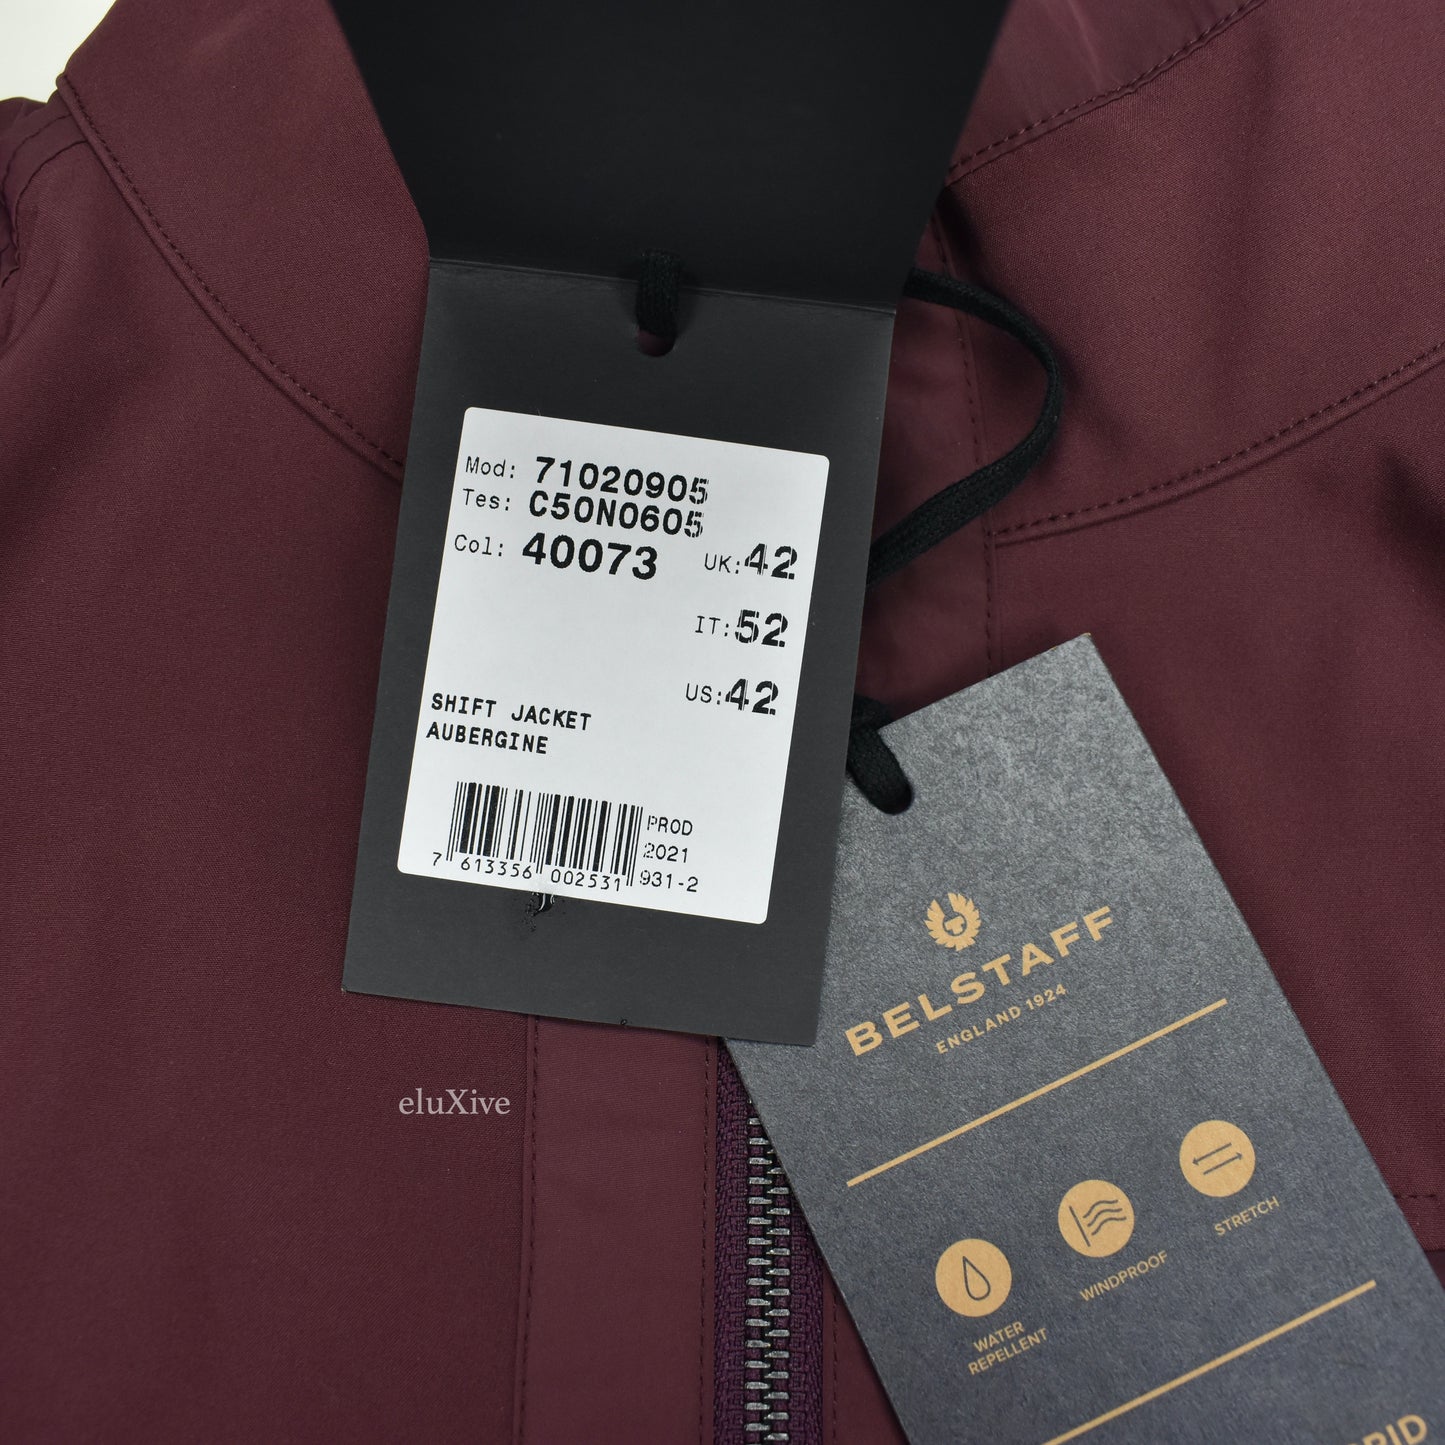 Mod: 71020905
Tes: C50N0605
Col: 40073
UK: 42
IT: 52
US: 42
SHIFT JACKET
AUBERGINE
PROD
2021
7 613356 002531 931-2
BELSTAFF
ENGLAND 1924
WATER
REPELLENT
WINDPROOF
STRETCH
eluXive